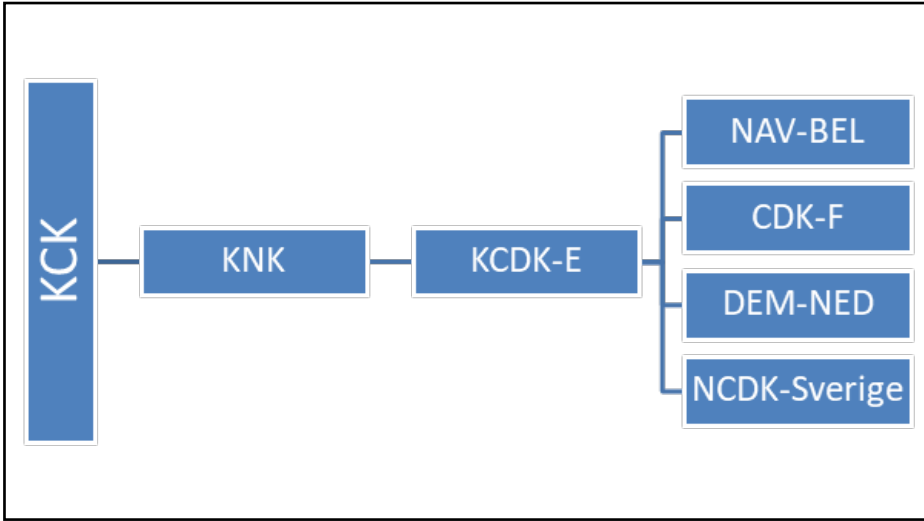 KCK
KNK
KCDK-E
NAV-BEL
CDK-F
DEM-NED
NCDK-Sverige